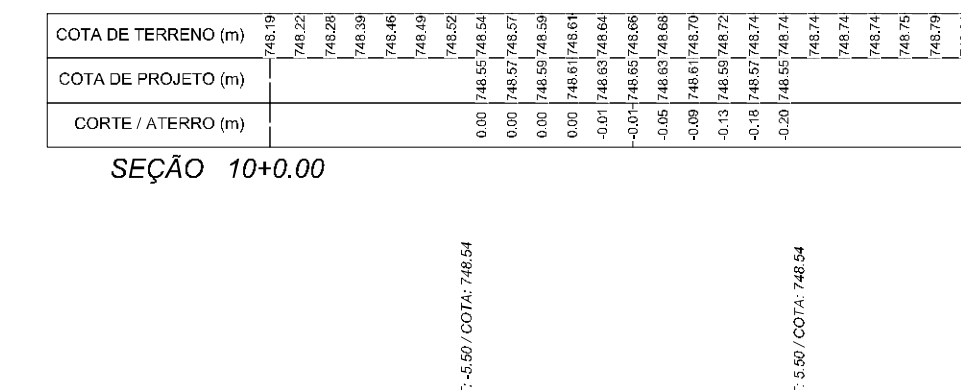 COTA DE TERRENO (m) 748.19 748.22 748.28 748.39 748.46 748.49 748.52 748.54 748.57 748.59 748.61 748.64 748.66 748.68 748.70 748.72 748.74 748.74 748.74 748.74 748.74 748.75 748.79
COTA DE PROJETO (m) 748.55 748.57 748.59 748.61 748.63 748.65 748.63 748.61 748.59 748.57 748.55
CORTE / ATERRO (m) 0.00 0.00 0.00 0.00 -0.01 -0.01 -0.05 -0.09 -0.13 -0.18 -0.20
SEÇÃO 10+0.00
: -5.50 / COTA: 748.54
: 5.50 / COTA: 748.54